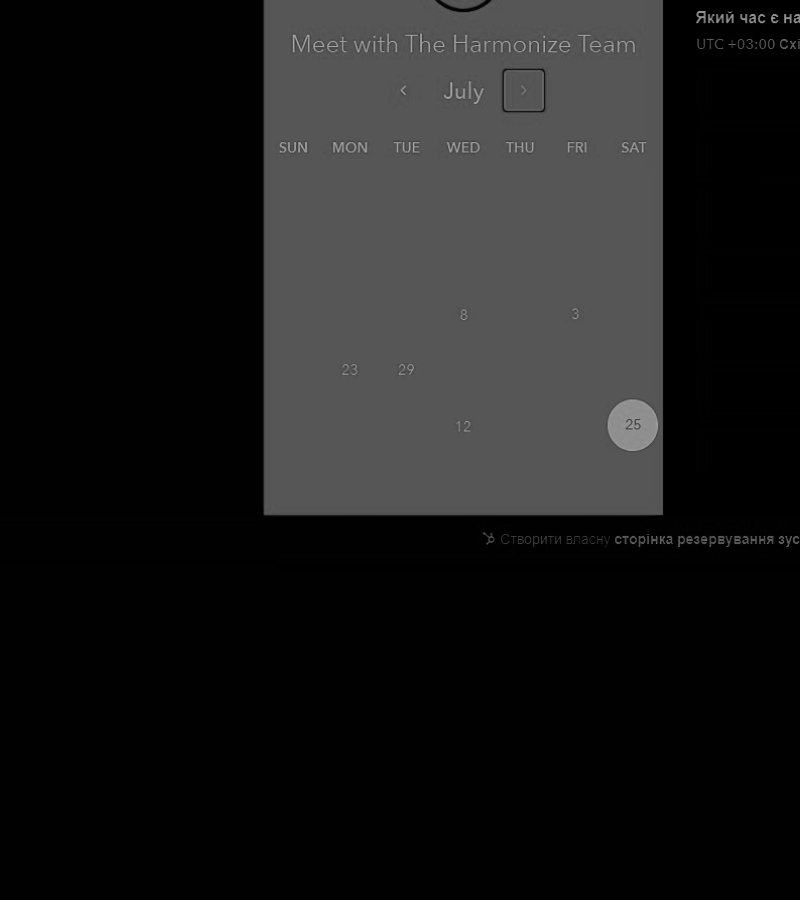 Який час є на
UTC +03:00 Схі
Meet with The Harmonize Team
July
SUN MON TUE WED THU FRI SAT
8 3
23 29
12 25
Створити власну сторінка резервування зус